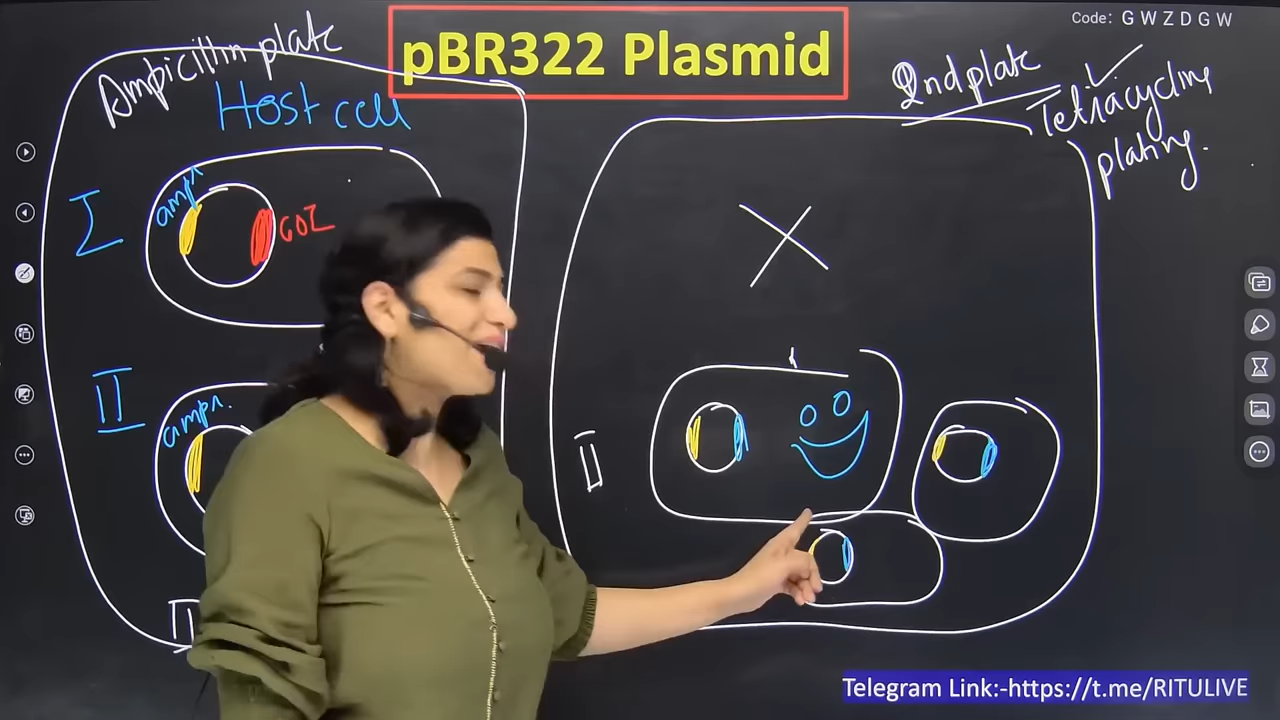 Code: G W Z D G W
pBR322 Plasmid
Ampicillin plate
Host cell
I
ampr
GOI
II
ampr.
2nd plate
Tetracycline
plating.
II
Telegram Link:-https://t.me/RITULIVE